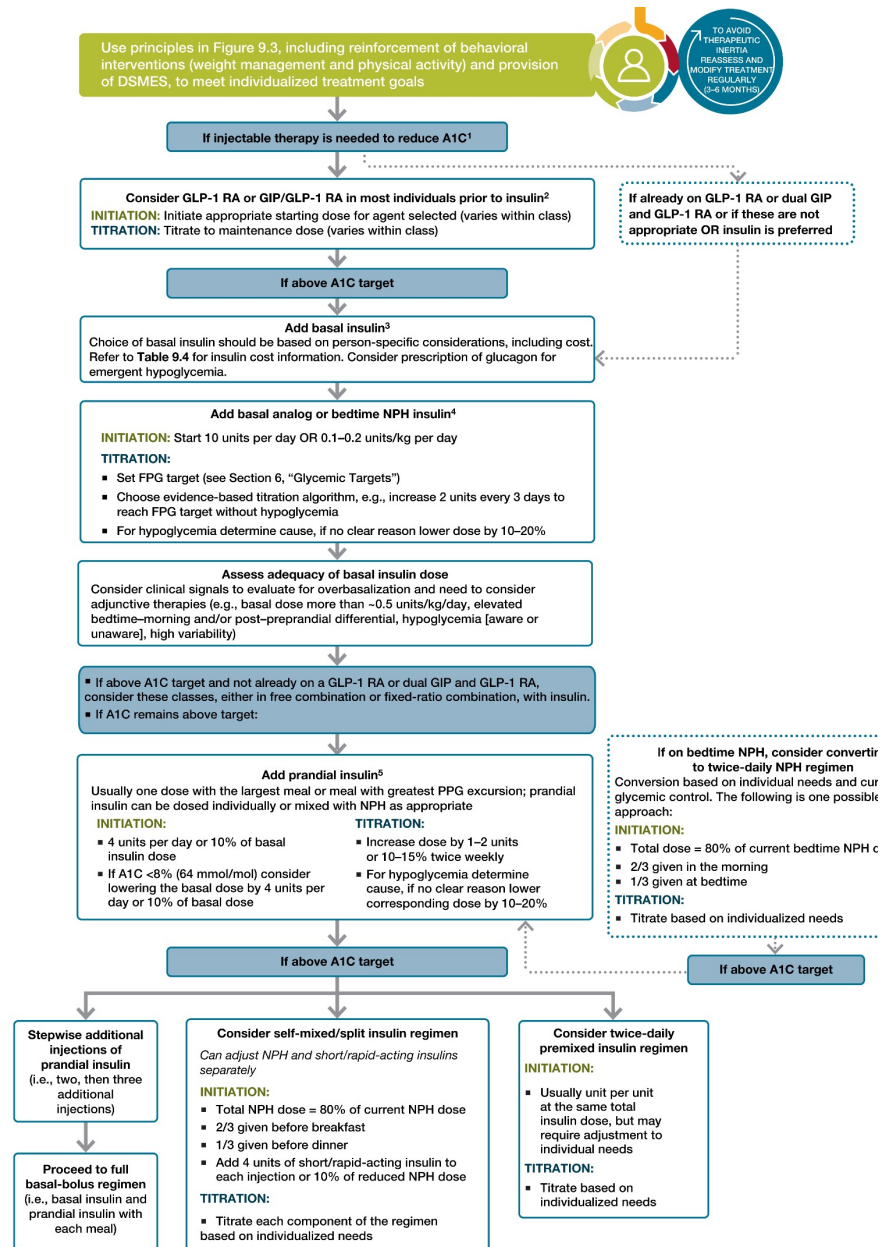 Use principles in Figure 9.3, including reinforcement of behavioral
interventions (weight management and physical activity) and provision
of DSMES, to meet individualized treatment goals
TO AVOID
THERAPEUTIC
INERTIA
REASSESS AND
MODIFY TREATMENT
REGULARLY
(3–6 MONTHS)
If injectable therapy is needed to reduce A1C¹
Consider GLP-1 RA or GIP/GLP-1 RA in most individuals prior to insulin²
INITIATION: Initiate appropriate starting dose for agent selected (varies within class)
TITRATION: Titrate to maintenance dose (varies within class)
If already on GLP-1 RA or dual GIP
and GLP-1 RA or if these are not
appropriate OR insulin is preferred
If above A1C target
Add basal insulin³
Choice of basal insulin should be based on person-specific considerations, including cost.
Refer to Table 9.4 for insulin cost information. Consider prescription of glucagon for
emergent hypoglycemia.
Add basal analog or bedtime NPH insulin⁴
INITIATION: Start 10 units per day OR 0.1–0.2 units/kg per day
TITRATION:
▪ Set FPG target (see Section 6, “Glycemic Targets”)
▪ Choose evidence-based titration algorithm, e.g., increase 2 units every 3 days to
reach FPG target without hypoglycemia
▪ For hypoglycemia determine cause, if no clear reason lower dose by 10–20%
Assess adequacy of basal insulin dose
Consider clinical signals to evaluate for overbasalization and need to consider
adjunctive therapies (e.g., basal dose more than ~0.5 units/kg/day, elevated
bedtime–morning and/or post–preprandial differential, hypoglycemia [aware or
unaware], high variability)
▪ If above A1C target and not already on a GLP-1 RA or dual GIP and GLP-1 RA,
consider these classes, either in free combination or fixed-ratio combination, with insulin.
▪ If A1C remains above target:
Add prandial insulin⁵
Usually one dose with the largest meal or meal with greatest PPG excursion; prandial
insulin can be dosed individually or mixed with NPH as appropriate
INITIATION:
▪ 4 units per day or 10% of basal
insulin dose
▪ If A1C <8% (64 mmol/mol) consider
lowering the basal dose by 4 units per
day or 10% of basal dose
TITRATION:
▪ Increase dose by 1–2 units
or 10–15% twice weekly
▪ For hypoglycemia determine
cause, if no clear reason lower
corresponding dose by 10–20%
If on bedtime NPH, consider
to twice-daily NPH regimen
Conversion based on individual needs and
glycemic control. The following is one possible
approach:
INITIATION:
▪ Total dose = 80% of current bedtime NPH
▪ 2/3 given in the morning
▪ 1/3 given at bedtime
TITRATION:
▪ Titrate based on individualized needs
If above A1C target
If above A1C target
Stepwise additional
injections of
prandial insulin
(i.e., two, then three
additional
injections)
Proceed to full
basal-bolus regimen
(i.e., basal insulin and
prandial insulin with
each meal)
Consider self-mixed/split insulin regimen
Can adjust NPH and short/rapid-acting insulins
separately
INITIATION:
▪ Total NPH dose = 80% of current NPH dose
▪ 2/3 given before breakfast
▪ 1/3 given before dinner
▪ Add 4 units of short/rapid-acting insulin to
each injection or 10% of reduced NPH dose
TITRATION:
▪ Titrate each component of the regimen
based on individualized needs
Consider twice-daily
premixed insulin regimen
INITIATION:
▪ Usually unit per unit
at the same total
insulin dose, but may
require adjustment to
individual needs
TITRATION:
▪ Titrate based on
individualized needs